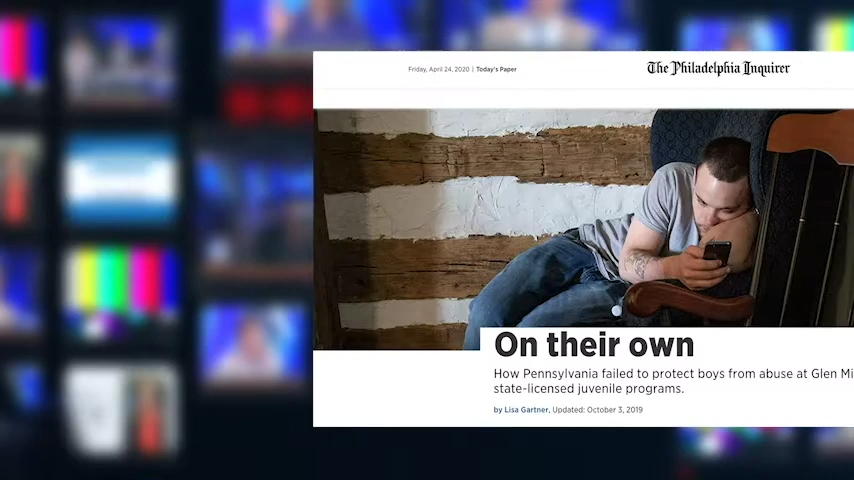 Friday, April 24, 2020 | Today's Paper
The Philadelphia Inquirer
On their own
How Pennsylvania failed to protect boys from abuse at Glen Mi
state-licensed juvenile programs.
by Lisa Gartner, Updated: October 3, 2019